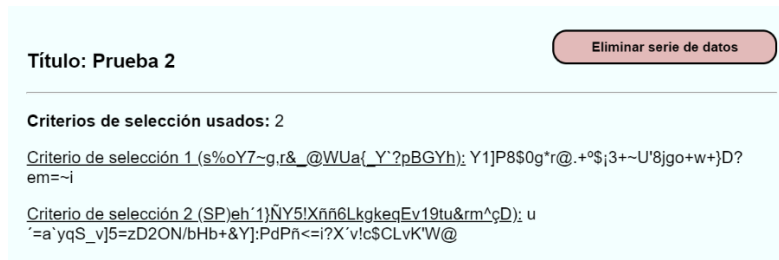 Eliminar serie de datos
Título: Prueba 2
Criterios de selección usados: 2
Criterio de selección 1 (s%oY7~g,r&_@WUa{_Y`?pBGYh): Y1]P8$0g*r@.+º$¡3+~U'8jgo+w+}D?
em=~i
Criterio de selección 2 (SP)eh´1}ÑY5!Xññ6LkgkeqEv19tu&rm^çD): u
´=a`yqS_v]5=zD2ON/bHb+&Y]:PdPñ<=i?X´v!c$CLvK'W@